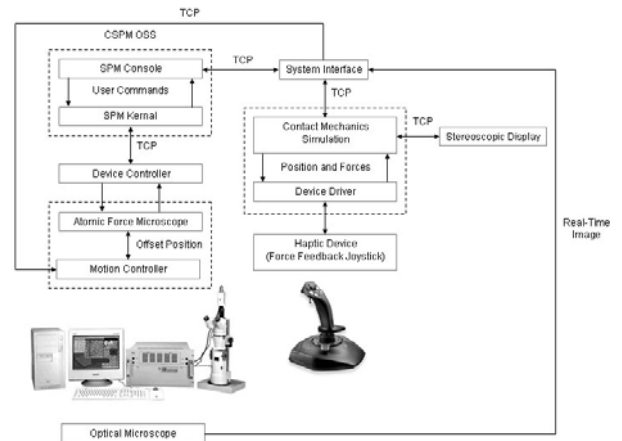 TCP
CSPM OSS
SPM Console
TCP
System Interface
User Commands
TCP
SPM Kernal
Contact Mechanics
Simulation
TCP
Stereoscopic Display
TCP
Device Controller
Position and Forces
Device Driver
Atomic Force Microscope
Offset Position
Real-Time
Image
Haptic Device
(Force Feedback Joystick)
Motion Controller
Optical Microscope